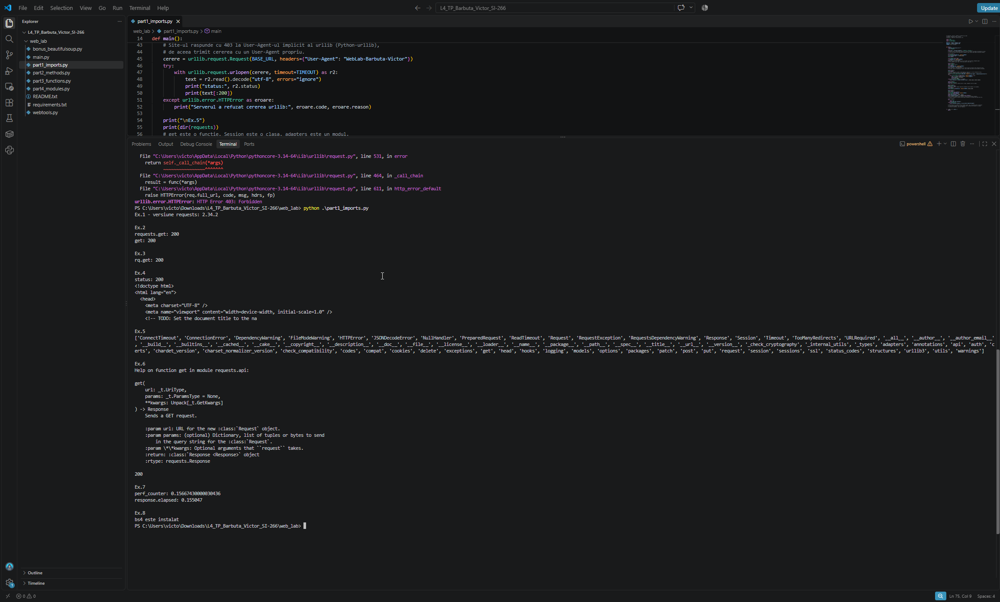 File Edit Selection View Go Run Terminal Help
L4_TP_Barbuta_Victor_SI-266
Update
Explorer
L4_TP_Barbuta_Victor_SI-266
web_lab
bonus_beautifulsoup.py
main.py
part1_imports.py
part2_methods.py
part3_functions.py
part4_modules.py
README.txt
requirements.txt
webtools.py
part1_imports.py
web_lab > part1_imports.py > main
14 def main():
43 # Site-ul raspunde cu 403 la User-Agent-ul implicit al urllib (Python-urllib),
44 # de aceea trimit cererea cu un User-Agent propriu.
45 cerere = urllib.request.Request(BASE_URL, headers={"User-Agent": "WebLab-Barbuta-Victor"})
46 try:
47 with urllib.request.urlopen(cerere, timeout=TIMEOUT) as r2:
48 text = r2.read().decode("utf-8", errors="ignore")
49 print("status:", r2.status)
50 print(text[:200])
51 except urllib.error.HTTPError as eroare:
52 print("Serverul a refuzat cererea urllib:", eroare.code, eroare.reason)
53
54 print("\nEx.5")
55 print(dir(requests))
56 # get este o functie, Session este o clasa, adapters este un modul.
Problems Output Debug Console Terminal Ports
powershell
File "C:\Users\victo\AppData\Local\Python\pythoncore-3.14-64\Lib\urllib\request.py", line 531, in error
return self._call_chain(*args)
~~~~~~~~~~~~~~~~^^^^^^^
File "C:\Users\victo\AppData\Local\Python\pythoncore-3.14-64\Lib\urllib\request.py", line 464, in _call_chain
result = func(*args)
File "C:\Users\victo\AppData\Local\Python\pythoncore-3.14-64\Lib\urllib\request.py", line 611, in http_error_default
raise HTTPError(req.full_url, code, msg, hdrs, fp)
urllib.error.HTTPError: HTTP Error 403: Forbidden
PS C:\Users\victo\Downloads\L4_TP_Barbuta_Victor_SI-266\web_lab> python .\part1_imports.py
Ex.1 - versiune requests: 2.34.2
Ex.2
requests.get: 200
get: 200
Ex.3
rq.get: 200
Ex.4
status: 200
<!doctype html>
<html lang="en">
<head>
<meta charset="UTF-8" />
<meta name="viewport" content="width=device-width, initial-scale=1.0" />
<!-- TODO: Set the document title to the na
Ex.5
['ConnectTimeout', 'ConnectionError', 'DependencyWarning', 'FileModeWarning', 'HTTPError', 'JSONDecodeError', 'NullHandler', 'PreparedRequest', 'ReadTimeout', 'Request', 'RequestException', 'RequestsDependencyWarning', 'Response', 'Session', 'Timeout', 'TooManyRedirects', 'URLRequired', '__all__', '__author__', '__author_email__'
, '__build__', '__builtins__', '__cached__', '__cake__', '__copyright__', '__description__', '__doc__', '__file__', '__license__', '__loader__', '__name__', '__package__', '__path__', '__spec__', '__title__', '__url__', '__version__', '_check_cryptography', '_internal_utils', '_types', 'adapters', 'annotations', 'api', 'auth', 'c
erts', 'chardet_version', 'charset_normalizer_version', 'check_compatibility', 'codes', 'compat', 'cookies', 'delete', 'exceptions', 'get', 'head', 'hooks', 'logging', 'models', 'options', 'packages', 'patch', 'post', 'put', 'request', 'session', 'sessions', 'ssl', 'status_codes', 'structures', 'urllib3', 'utils', 'warnings']
Ex.6
Help on function get in module requests.api:
get(
url: _t.UriType,
params: _t.ParamsType = None,
**kwargs: Unpack[_t.GetKwargs]
) -> Response
Sends a GET request.
:param url: URL for the new :class:`Request` object.
:param params: (optional) Dictionary, list of tuples or bytes to send
in the query string for the :class:`Request`.
:param \*\*kwargs: Optional arguments that ``request`` takes.
:return: :class:`Response <Response>` object
:rtype: requests.Response
200
Ex.7
perf_counter: 0.15667430000030436
response.elapsed: 0.155047
Ex.8
bs4 este instalat
PS C:\Users\victo\Downloads\L4_TP_Barbuta_Victor_SI-266\web_lab>
Outline
Timeline
1
0 0
Ln 75, Col 9 Spaces: 4